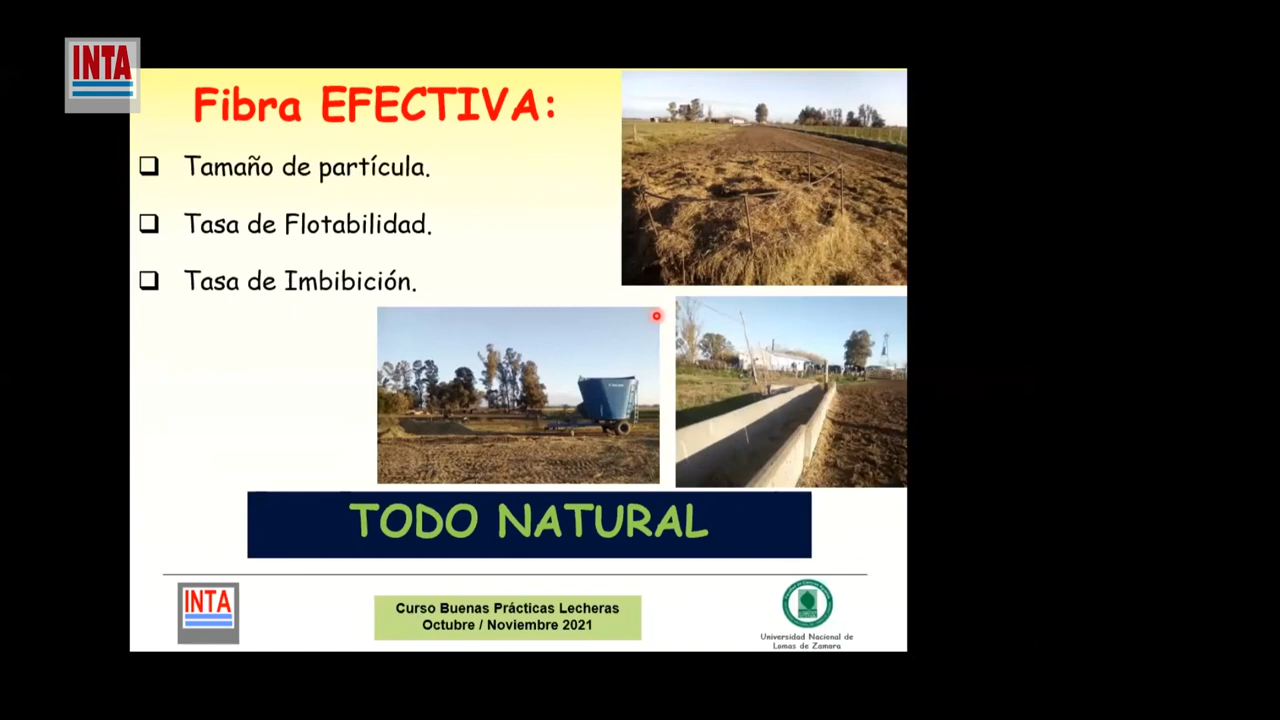 INTA
Fibra EFECTIVA:
Tamaño de partícula.
Tasa de Flotabilidad.
Tasa de Imbibición.
TODO NATURAL
INTA
Curso Buenas Prácticas Lecheras
Octubre / Noviembre 2021
Universidad Nacional de
Lomas de Zamora